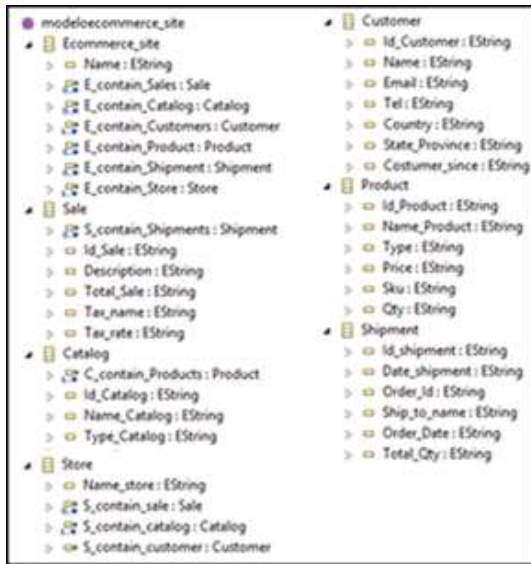 modeloecommerce_site
Ecommerce_site
Name : EString
E_contain_Sales : Sale
E_contain_Catalog : Catalog
E_contain_Customers : Customer
E_contain_Product : Product
E_contain_Shipment : Shipment
E_contain_Store : Store
Sale
S_contain_Shipments : Shipment
Id_Sale : EString
Description : EString
Total_Sale : EString
Tax_name : EString
Tax_rate : EString
Catalog
C_contain_Products : Product
Id_Catalog : EString
Name_Catalog : EString
Type_Catalog : EString
Store
Name_store : EString
S_contain_sale : Sale
S_contain_catalog : Catalog
S_contain_customer : Customer
Customer
Id_Customer : EString
Name : EString
Email : EString
Tel : EString
Country : EString
State_Province : EString
Costumer_since : EString
Product
Id_Product : EString
Name_Product : EString
Type : EString
Price : EString
Sku : EString
Qty : EString
Shipment
Id_shipment : EString
Date_shipment : EString
Order_Id : EString
Ship_to_name : EString
Order_Date : EString
Total_Qty : EString